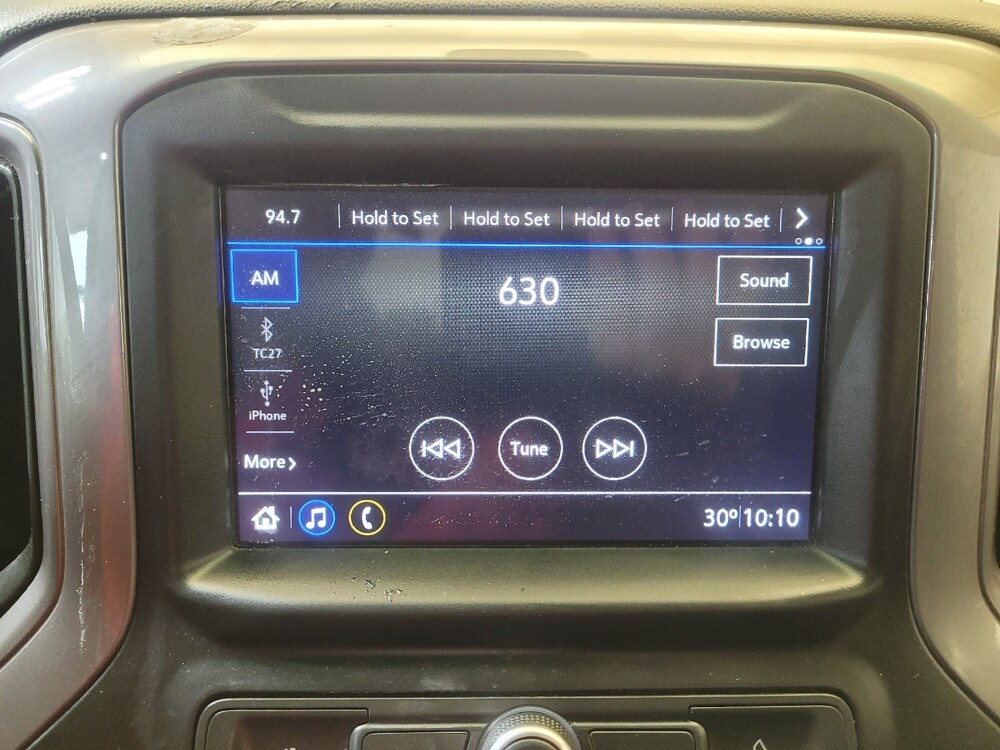 94.7 Hold to Set Hold to Set Hold to Set Hold to Set
AM
630
Sound
TC27
Browse
iPhone
Tune
More
30° 10:10